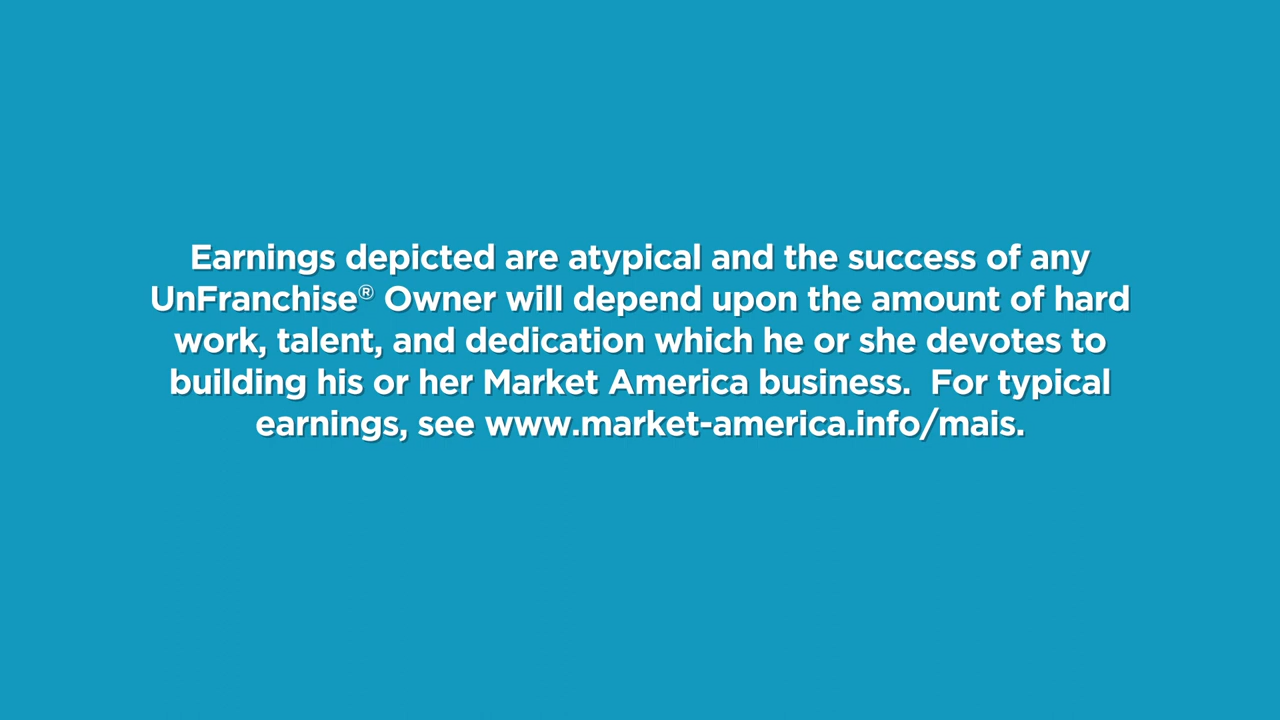 Earnings depicted are atypical and the success of any
UnFranchise® Owner will depend upon the amount of hard
work, talent, and dedication which he or she devotes to
building his or her Market America business.  For typical
earnings, see www.market-america.info/mais.